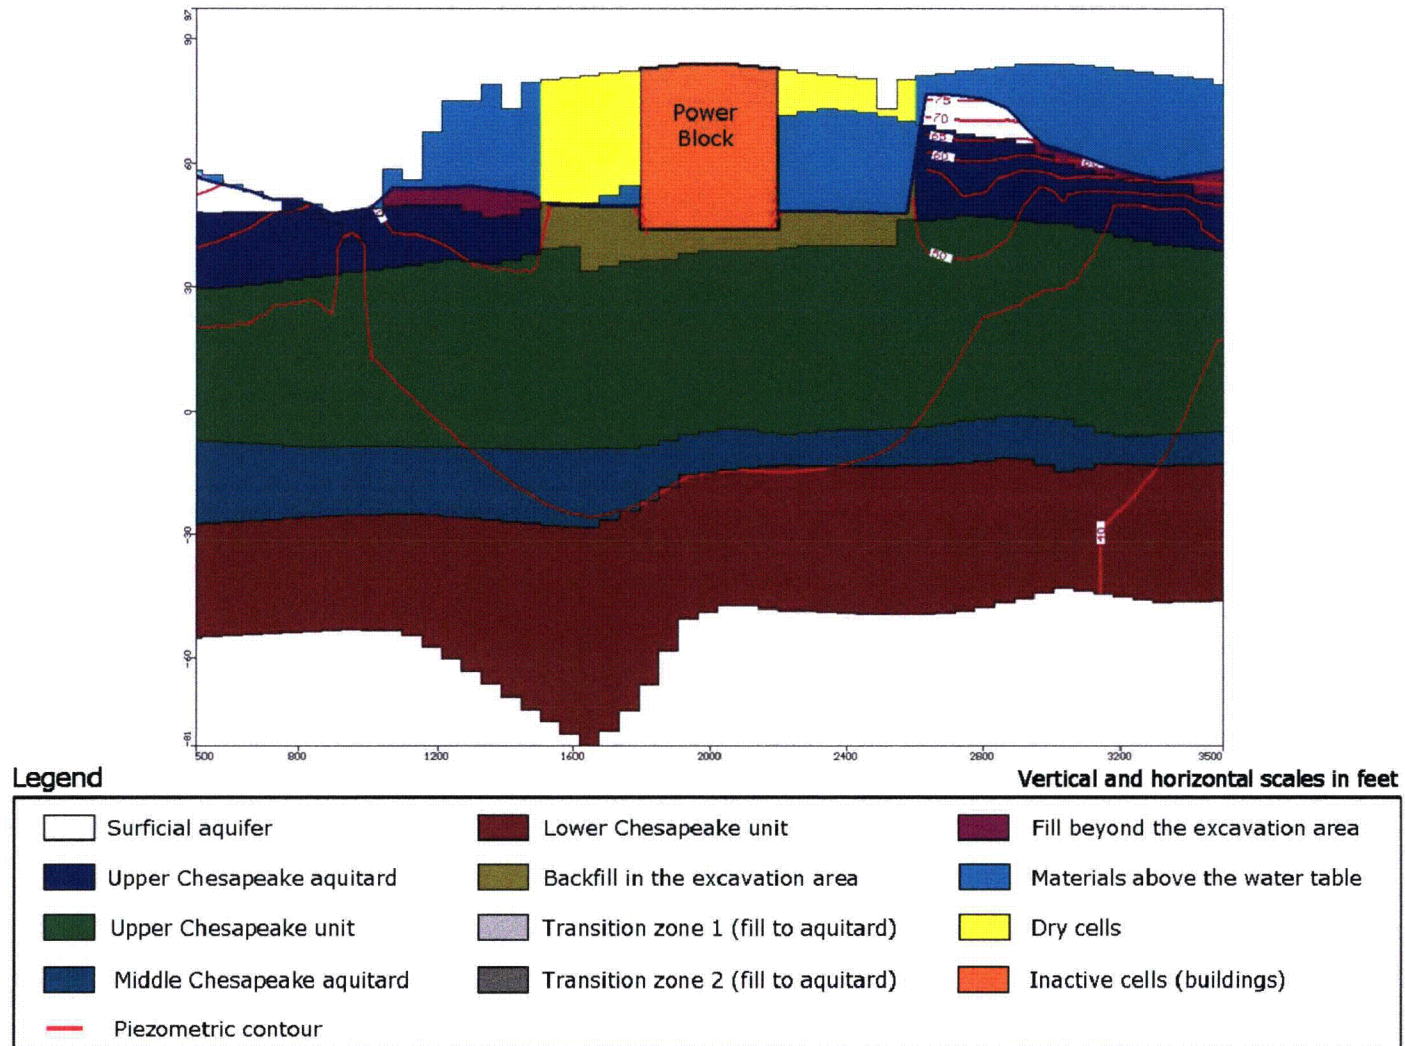 97
90
Power
Block
75
70
65
60
60
50
30
0
-30
40
-60
-81
500 800 1200 1600 2000 2400 2800 3200 3500
Legend
Vertical and horizontal scales in feet
Surficial aquifer
Lower Chesapeake unit
Fill beyond the excavation area
Upper Chesapeake aquitard
Backfill in the excavation area
Materials above the water table
Upper Chesapeake unit
Transition zone 1 (fill to aquitard)
Dry cells
Middle Chesapeake aquitard
Transition zone 2 (fill to aquitard)
Inactive cells (buildings)
Piezometric contour